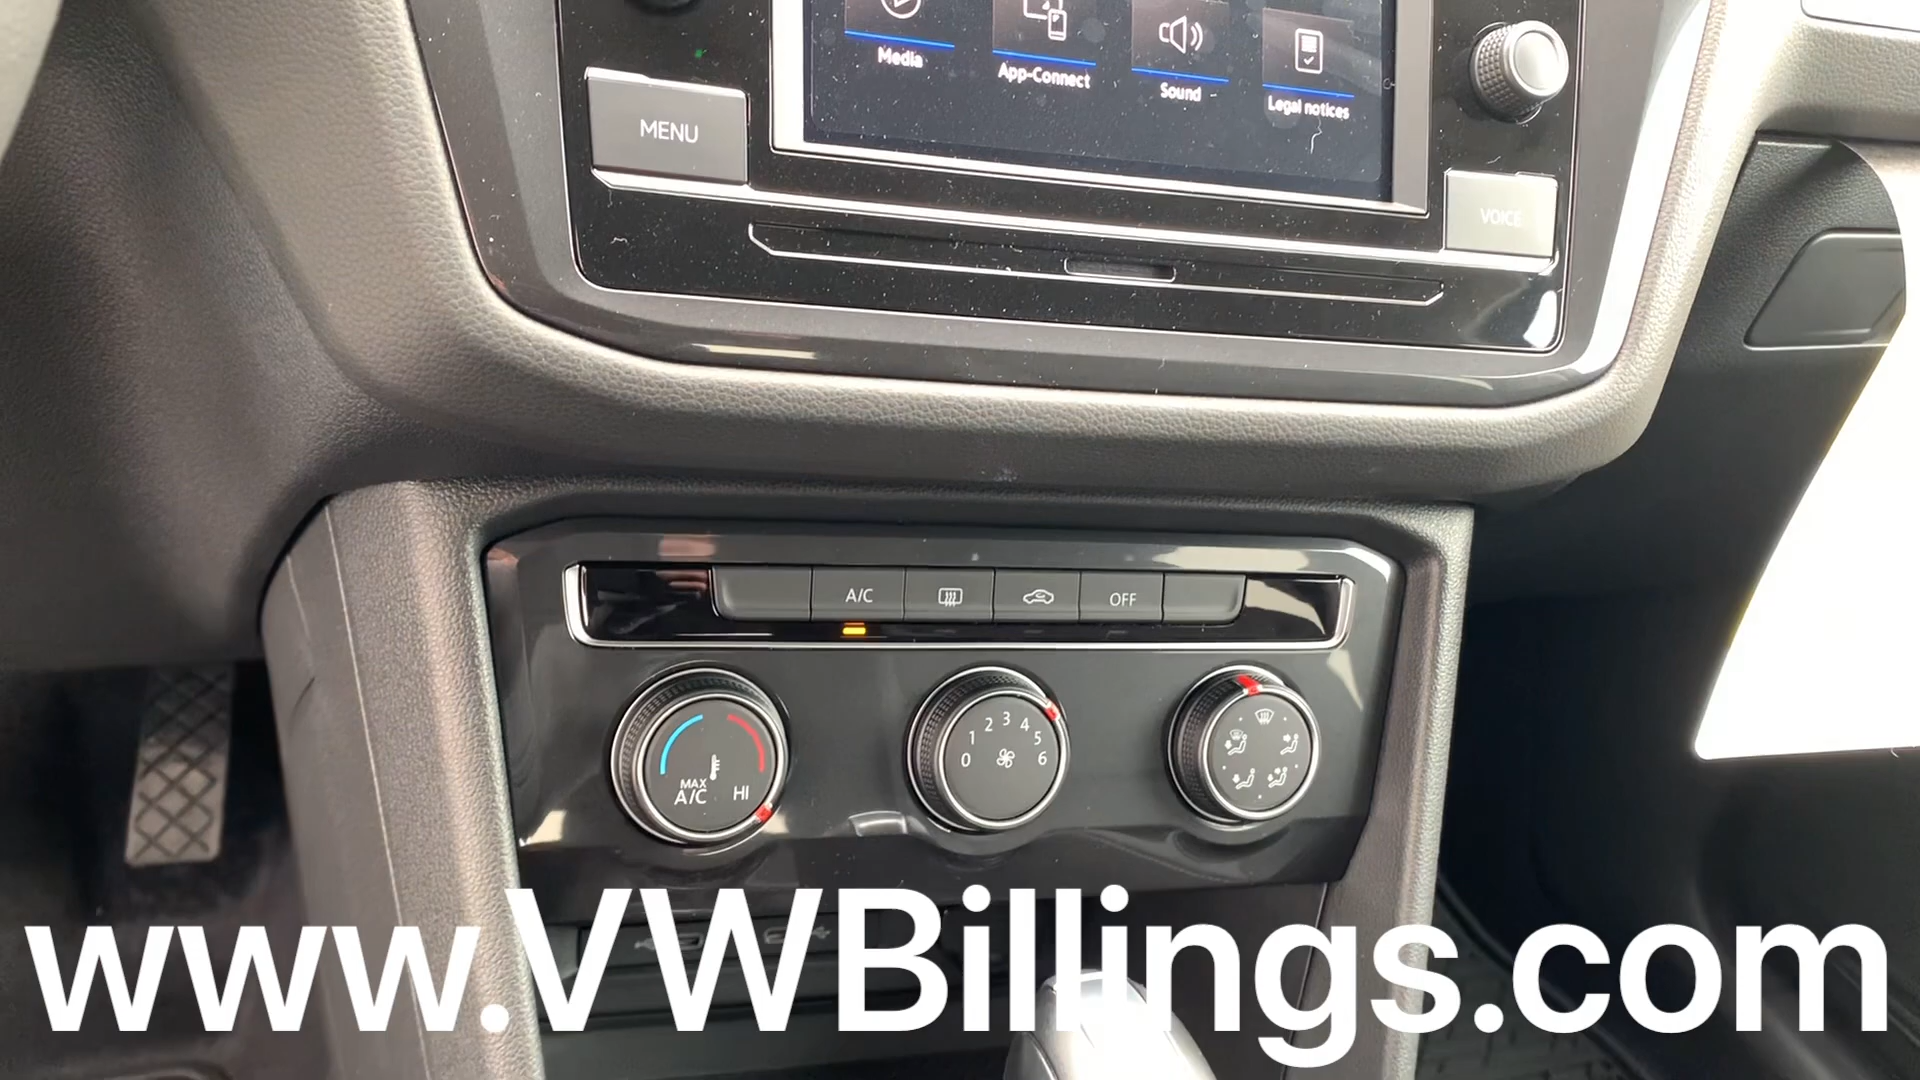 Media
App-Connect
Sound
Legal notices
MENU
VOICE
A/C
OFF
MAX
A/C
HI
0 1 2 3 4 5 6
www.VWBillings.com